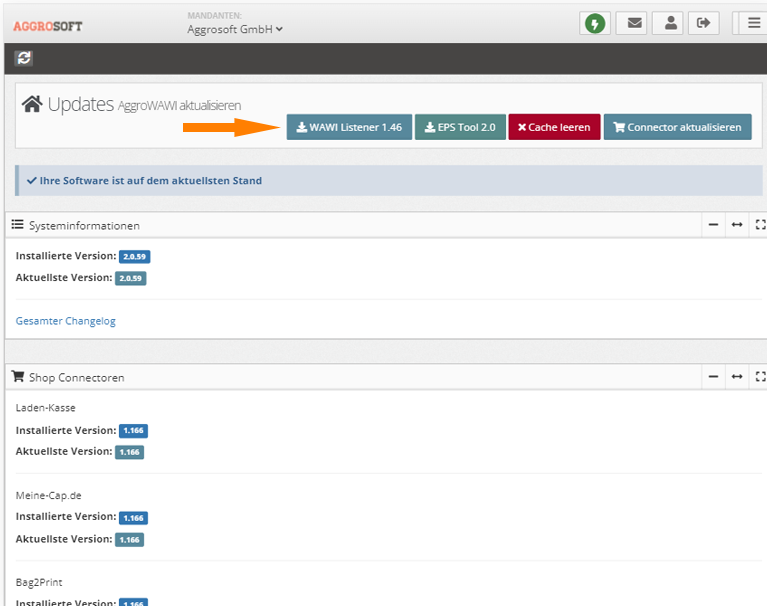 AGGROSOFT
MANDANTEN:
Aggrosoft GmbH
Updates AggroWAWI aktualisieren
WAWI Listener 1.46 EPS Tool 2.0 Cache leeren Connector aktualisieren
Ihre Software ist auf dem aktuellsten Stand
Systeminformationen
Installierte Version: 2.0.59
Aktuellste Version: 2.0.59
Gesamter Changelog
Shop Connectoren
Laden-Kasse
Installierte Version: 1.166
Aktuellste Version: 1.166
Meine-Cap.de
Installierte Version: 1.166
Aktuellste Version: 1.166
Bag2Print
Installierte Version: 1.166